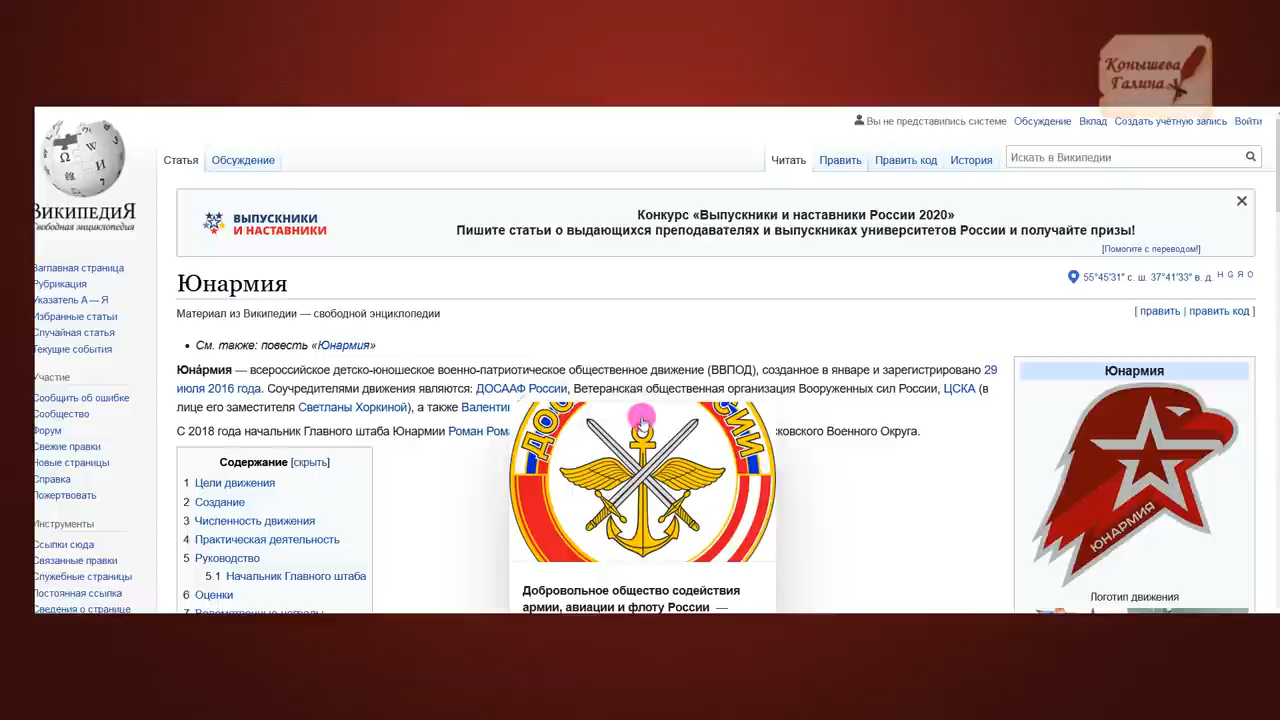 Конышева
Галина
Вы не представились системе Обсуждение Вклад Создать учётную запись Войти
Статья Обсуждение Читать Править Править код История Искать в Википедии
ВикипедиЯ
Свободная энциклопедия
ВЫПУСКНИКИ
И НАСТАВНИКИ
Конкурс «Выпускники и наставники России 2020»
Пишите статьи о выдающихся преподавателях и выпускниках университетов России и получайте призы!
[Помогите с переводом!]
Заглавная страница
Рубрикация
Указатель А — Я
Избранные статьи
Случайная статья
Текущие события
Участие
Сообщить об ошибке
Сообщество
Форум
Свежие правки
Новые страницы
Справка
Пожертвовать
Инструменты
Ссылки сюда
Связанные правки
Служебные страницы
Постоянная ссылка
Сведения о странице
Юнармия
55°45′31″ с. ш. 37°41′33″ в. д. H G Я O
Материал из Википедии — свободной энциклопедии
[ править | править код ]
• См. также: повесть «Юнармия»
Юна́рмия — всероссийское детско-юношеское военно-патриотическое общественное движение (ВВПОД), созданное в январе и зарегистрировано 29
июля 2016 года. Соучредителями движения являются: ДОСААФ России, Ветеранская общественная организация Вооруженных сил России, ЦСКА (в
лице его заместителя Светланы Хоркиной), а также Валенти
С 2018 года начальник Главного штаба Юнармии Роман Ром сковского Военного Округа.
Содержание [скрыть]
1 Цели движения
2 Создание
3 Численность движения
4 Практическая деятельность
5 Руководство
5.1 Начальник Главного штаба
6 Оценки
7
Добровольное общество содействия
армии, авиации и флоту России —
Юнармия
ЮНАРМИЯ
Логотип движения